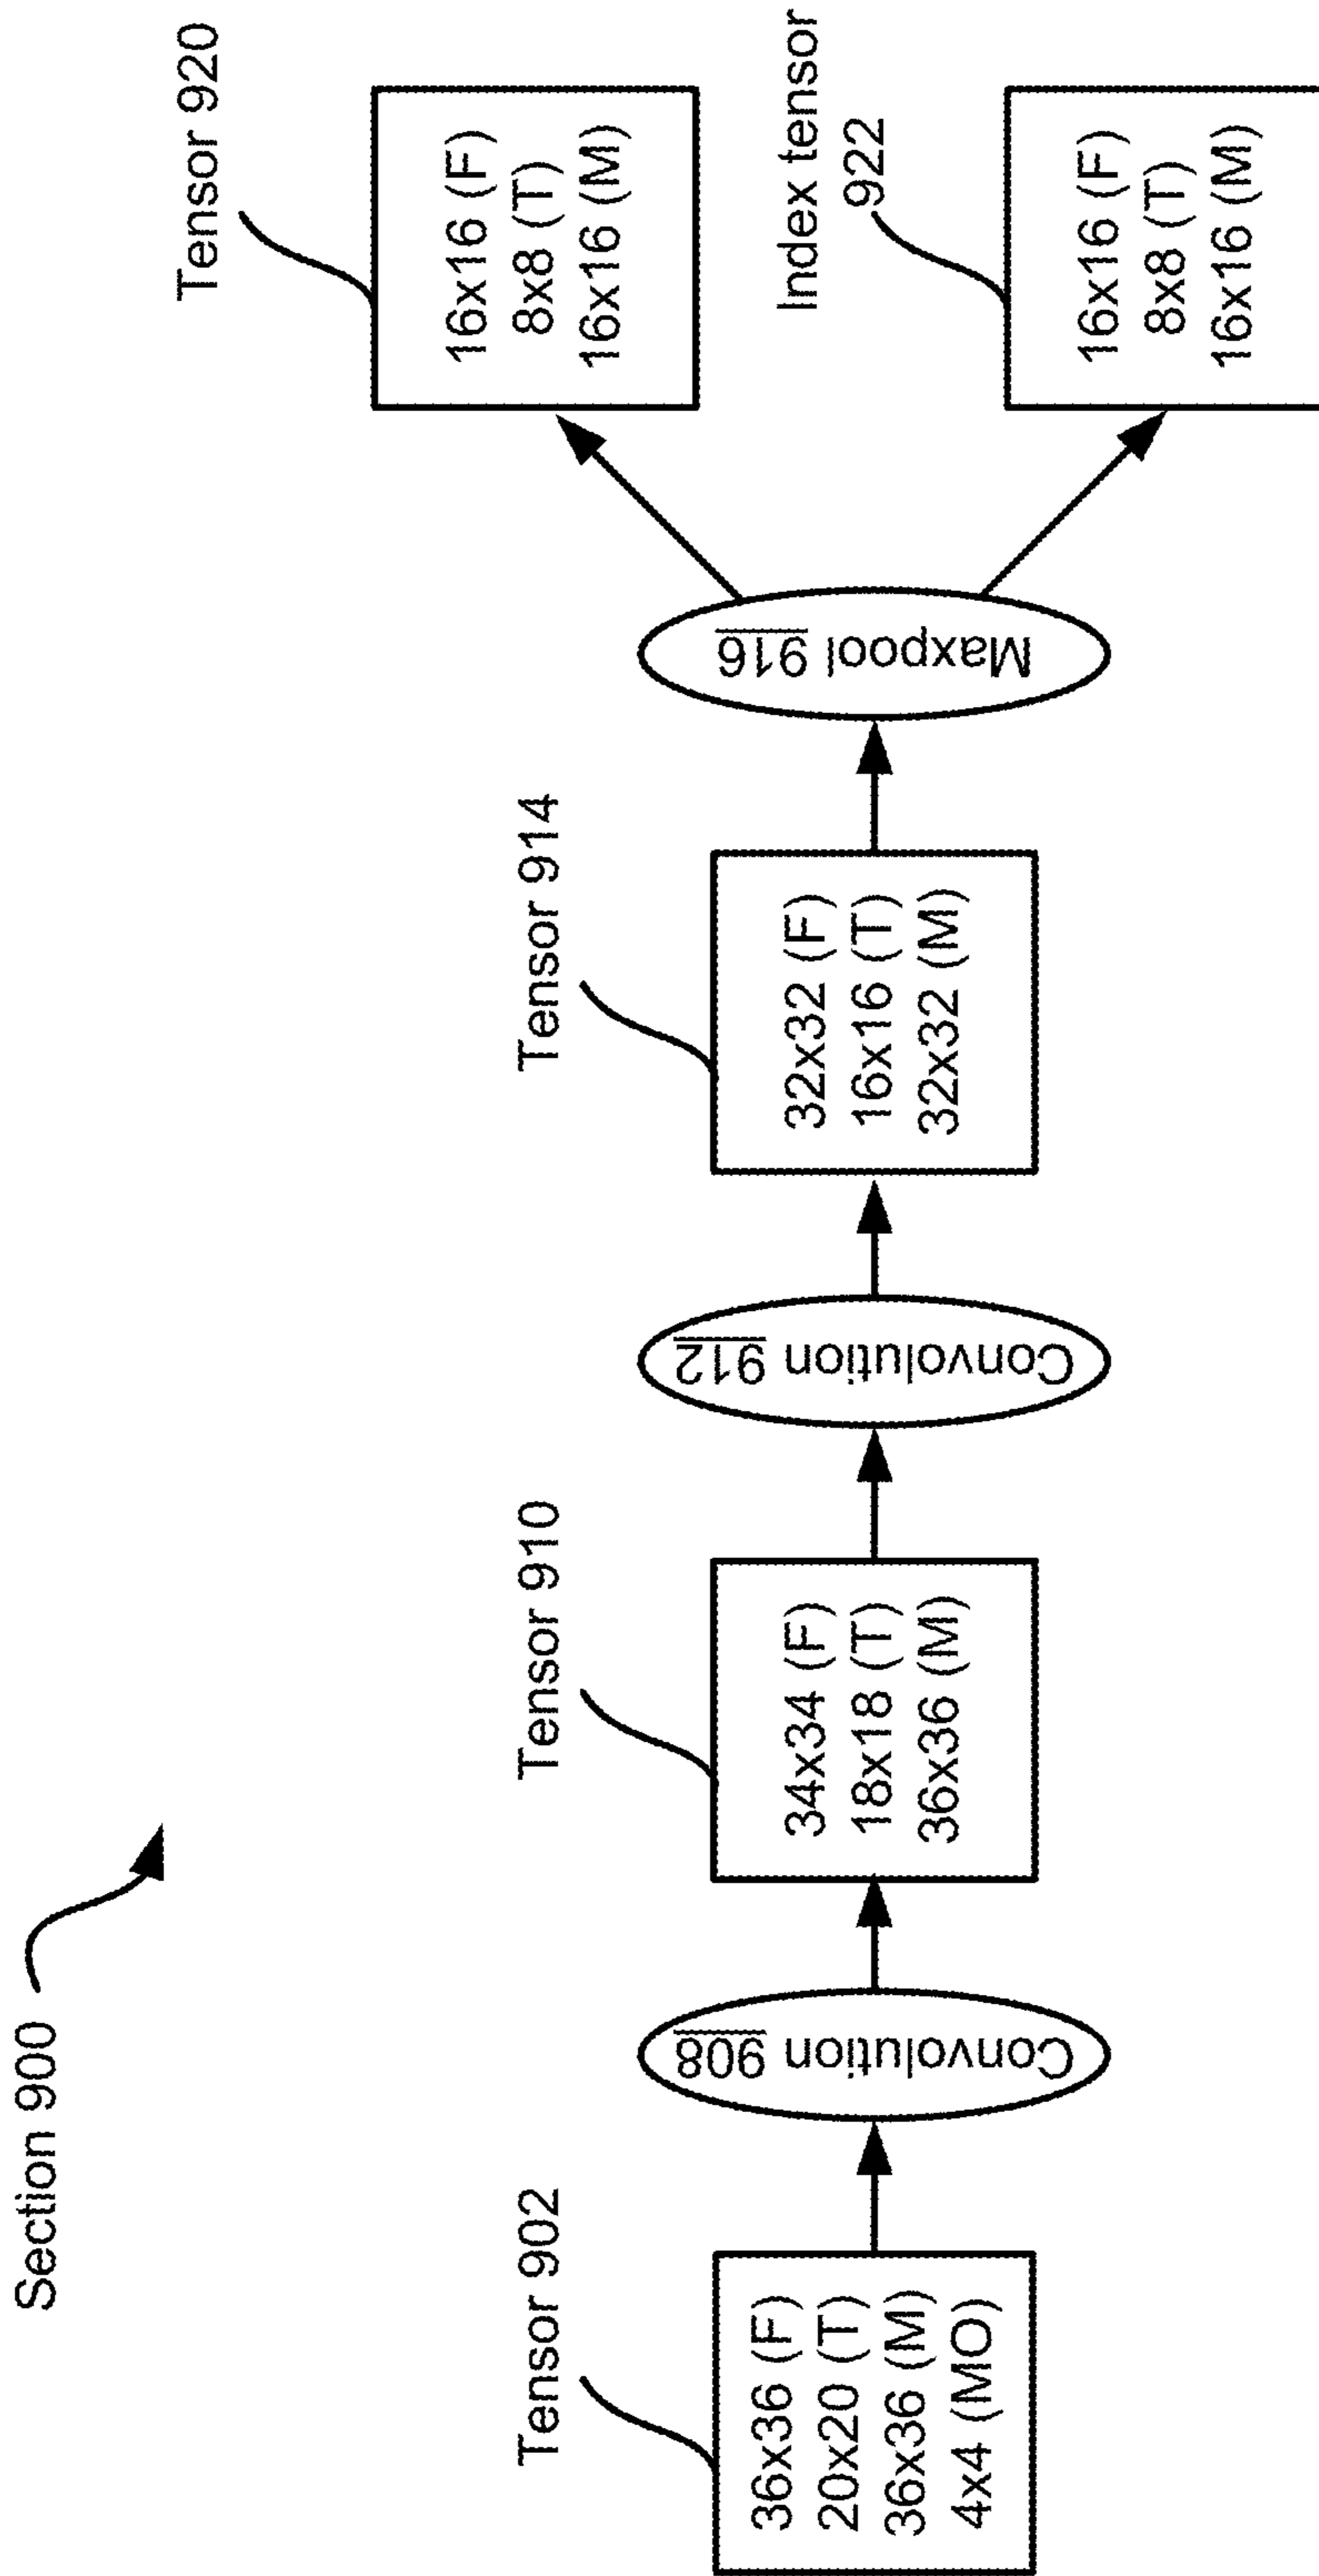 Section 900
Tensor 902
36x36 (F)
20x20 (T)
36x36 (M)
4x4 (MO)
Convolution 908
Tensor 910
34x34 (F)
18x18 (T)
36x36 (M)
Convolution 912
Tensor 914
32x32 (F)
16x16 (T)
32x32 (M)
Maxpool 916
Tensor 920
16x16 (F)
8x8 (T)
16x16 (M)
Index tensor
922
16x16 (F)
8x8 (T)
16x16 (M)